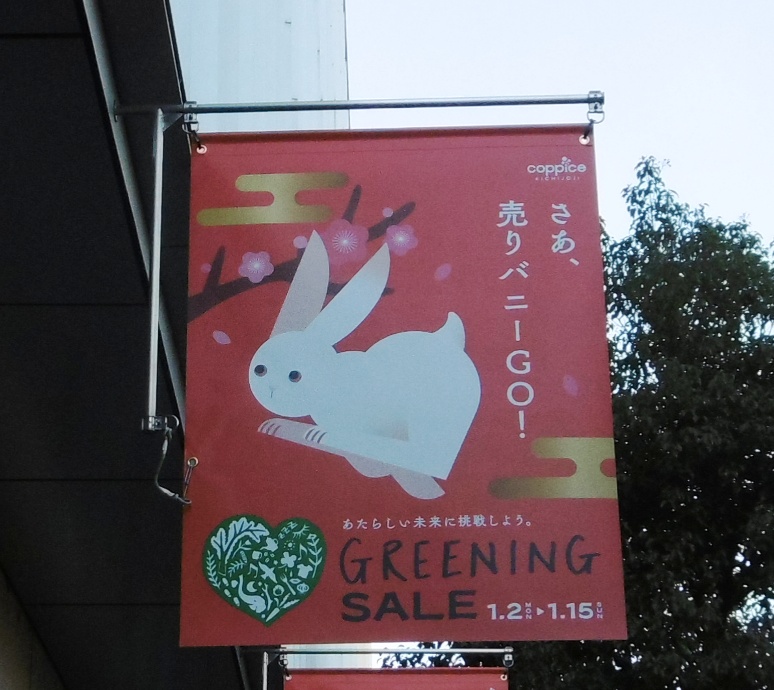 coppice
KICHIJOJI
さあ、
売りバニーGO!
あたらしい未来に挑戦しよう。
GREENING
SALE 1.2 MON ▶ 1.15 SUN